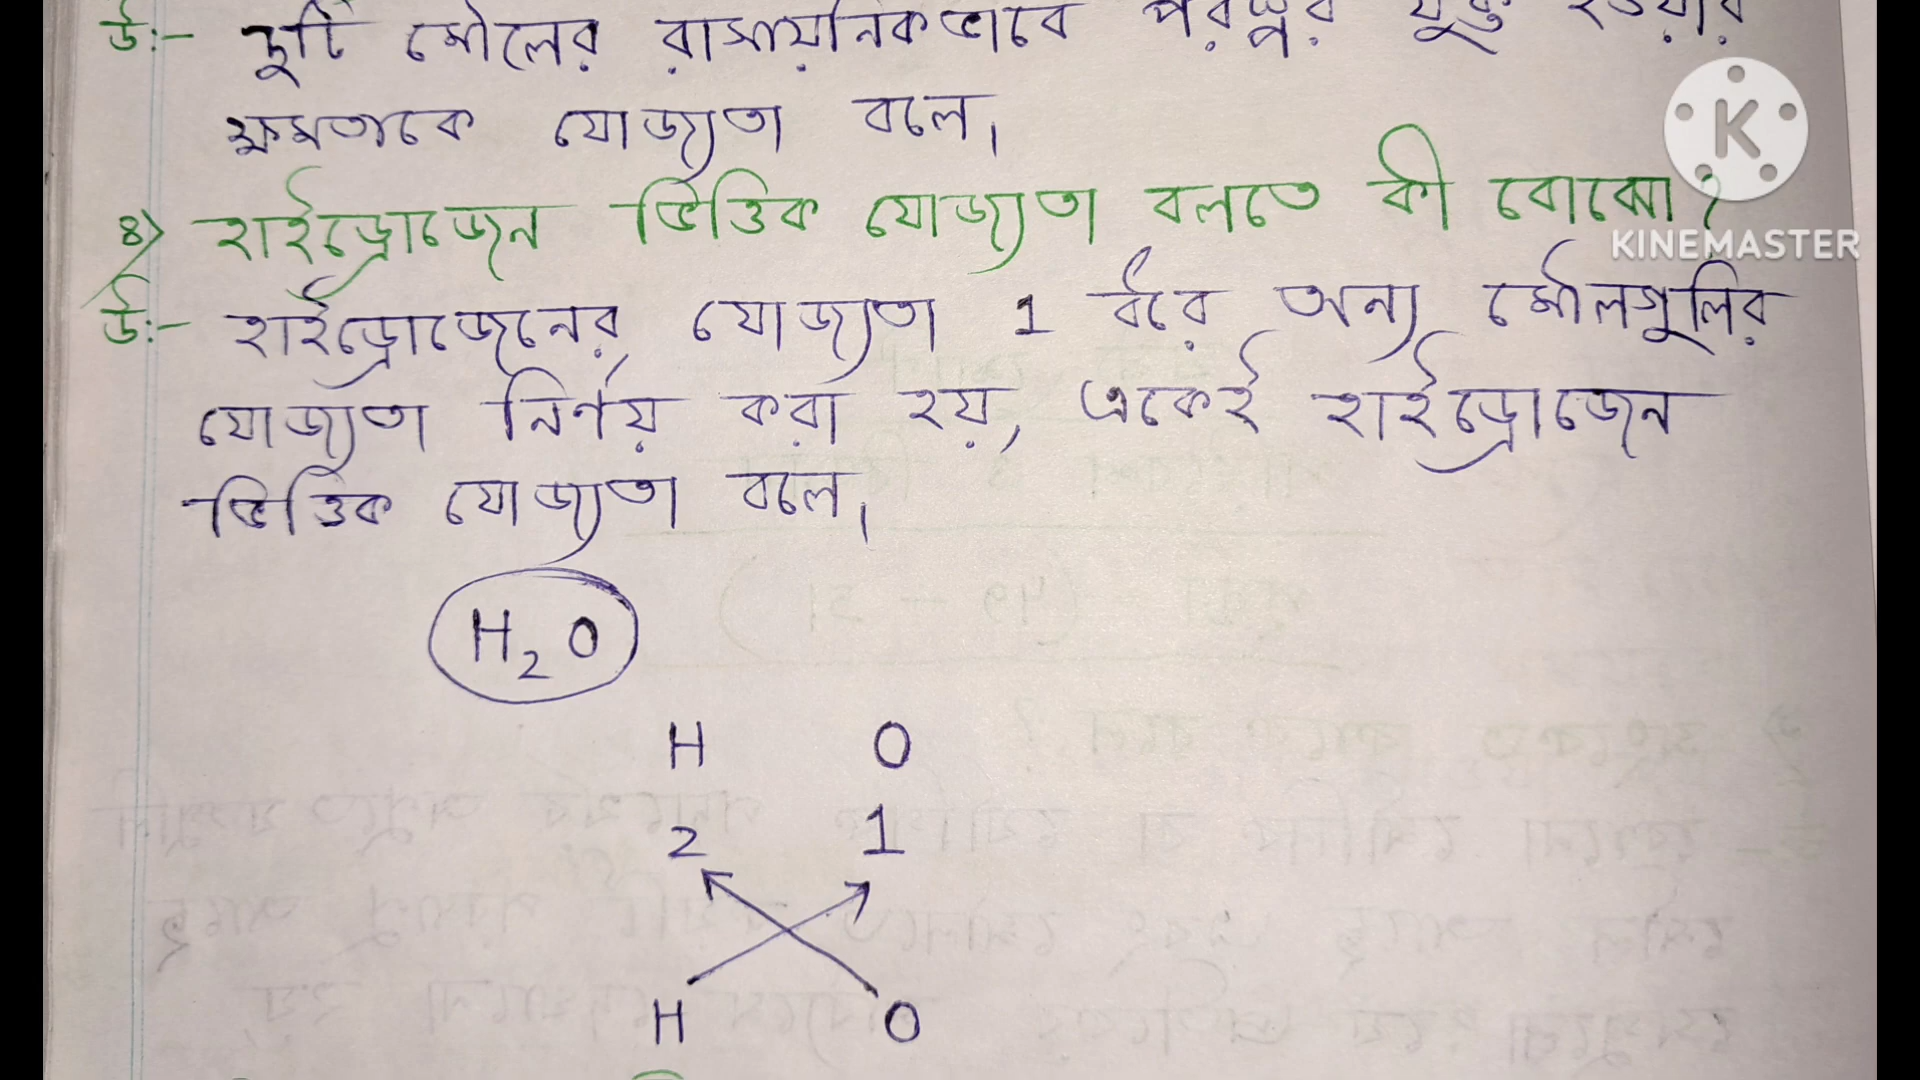 উঃ- দুটি মৌলের রাসায়নিকভাবে পরস্পর যুক্ত হওয়ার
ক্ষমতাকে যোজ্যতা বলে।
৪) হাইড্রোজেন ভিত্তিক যোজ্যতা বলতে কী বোঝো?
উঃ- হাইড্রোজেনের যোজ্যতা 1 ধরে অন্য মৌলগুলির
যোজ্যতা নির্ণয় করা হয়, একেই হাইড্রোজেন
ভিত্তিক যোজ্যতা বলে।
H₂O
H O
2 1
H O
K
KINEMASTER